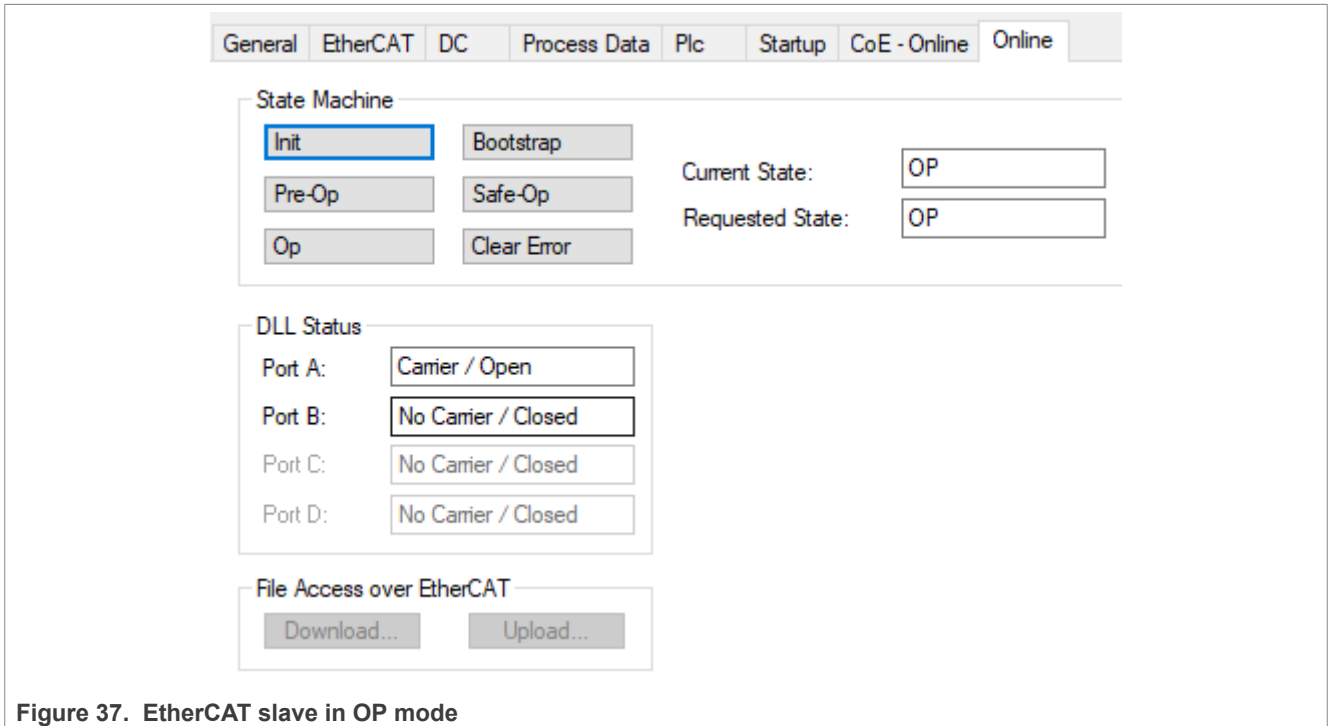 General EtherCAT DC Process Data Plc Startup CoE - Online Online
State Machine
Init Bootstrap
Current State: OP
Pre-Op Safe-Op
Requested State: OP
Op Clear Error
DLL Status
Port A: Carrier / Open
Port B: No Carrier / Closed
Port C: No Carrier / Closed
Port D: No Carrier / Closed
File Access over EtherCAT
Download... Upload...
Figure 37. EtherCAT slave in OP mode